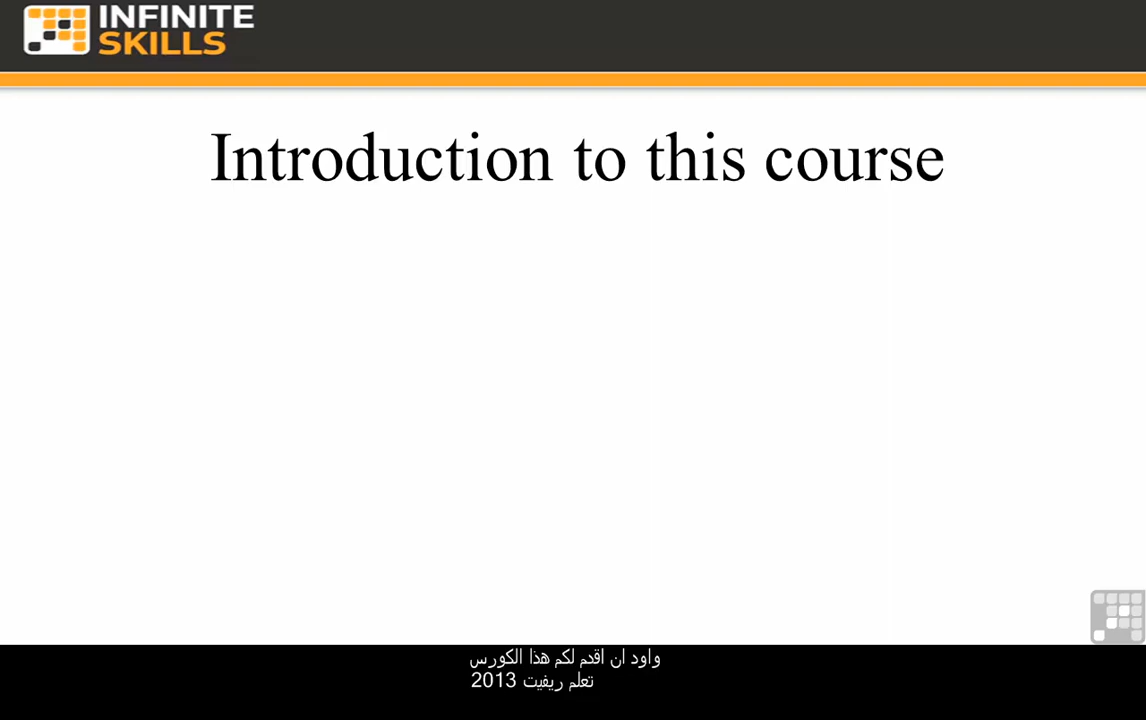 INFINITE
SKILLS
Introduction to this course
واود ان اقدم لكم هذا الكورس
تعلم ريفيت 2013